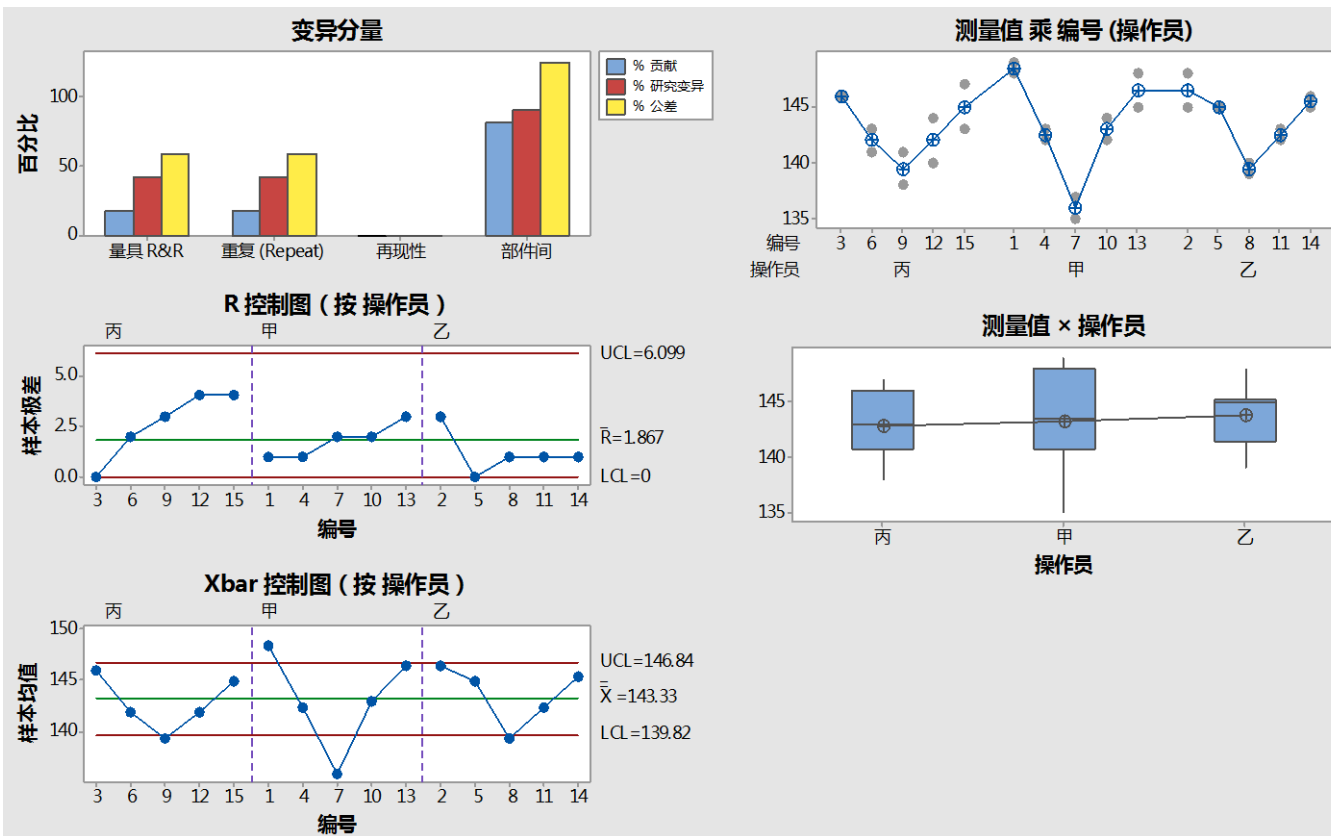 变异分量
百分比
100
50
0
量具 R&R 重复 (Repeat) 再现性 部件间
% 贡献
% 研究变异
% 公差
R 控制图（按 操作员）
丙 甲 乙
样本极差
5.0
2.5
0.0
UCL=6.099
R̄=1.867
LCL=0
3 6 9 12 15 1 4 7 10 13 2 5 8 11 14
编号
Xbar 控制图（按 操作员）
丙 甲 乙
样本均值
150
145
140
UCL=146.84
X̿=143.33
LCL=139.82
3 6 9 12 15 1 4 7 10 13 2 5 8 11 14
编号
测量值 乘 编号 (操作员)
145
140
135
编号 3 6 9 12 15 1 4 7 10 13 2 5 8 11 14
操作员 丙 甲 乙
测量值 × 操作员
145
140
135
丙 甲 乙
操作员